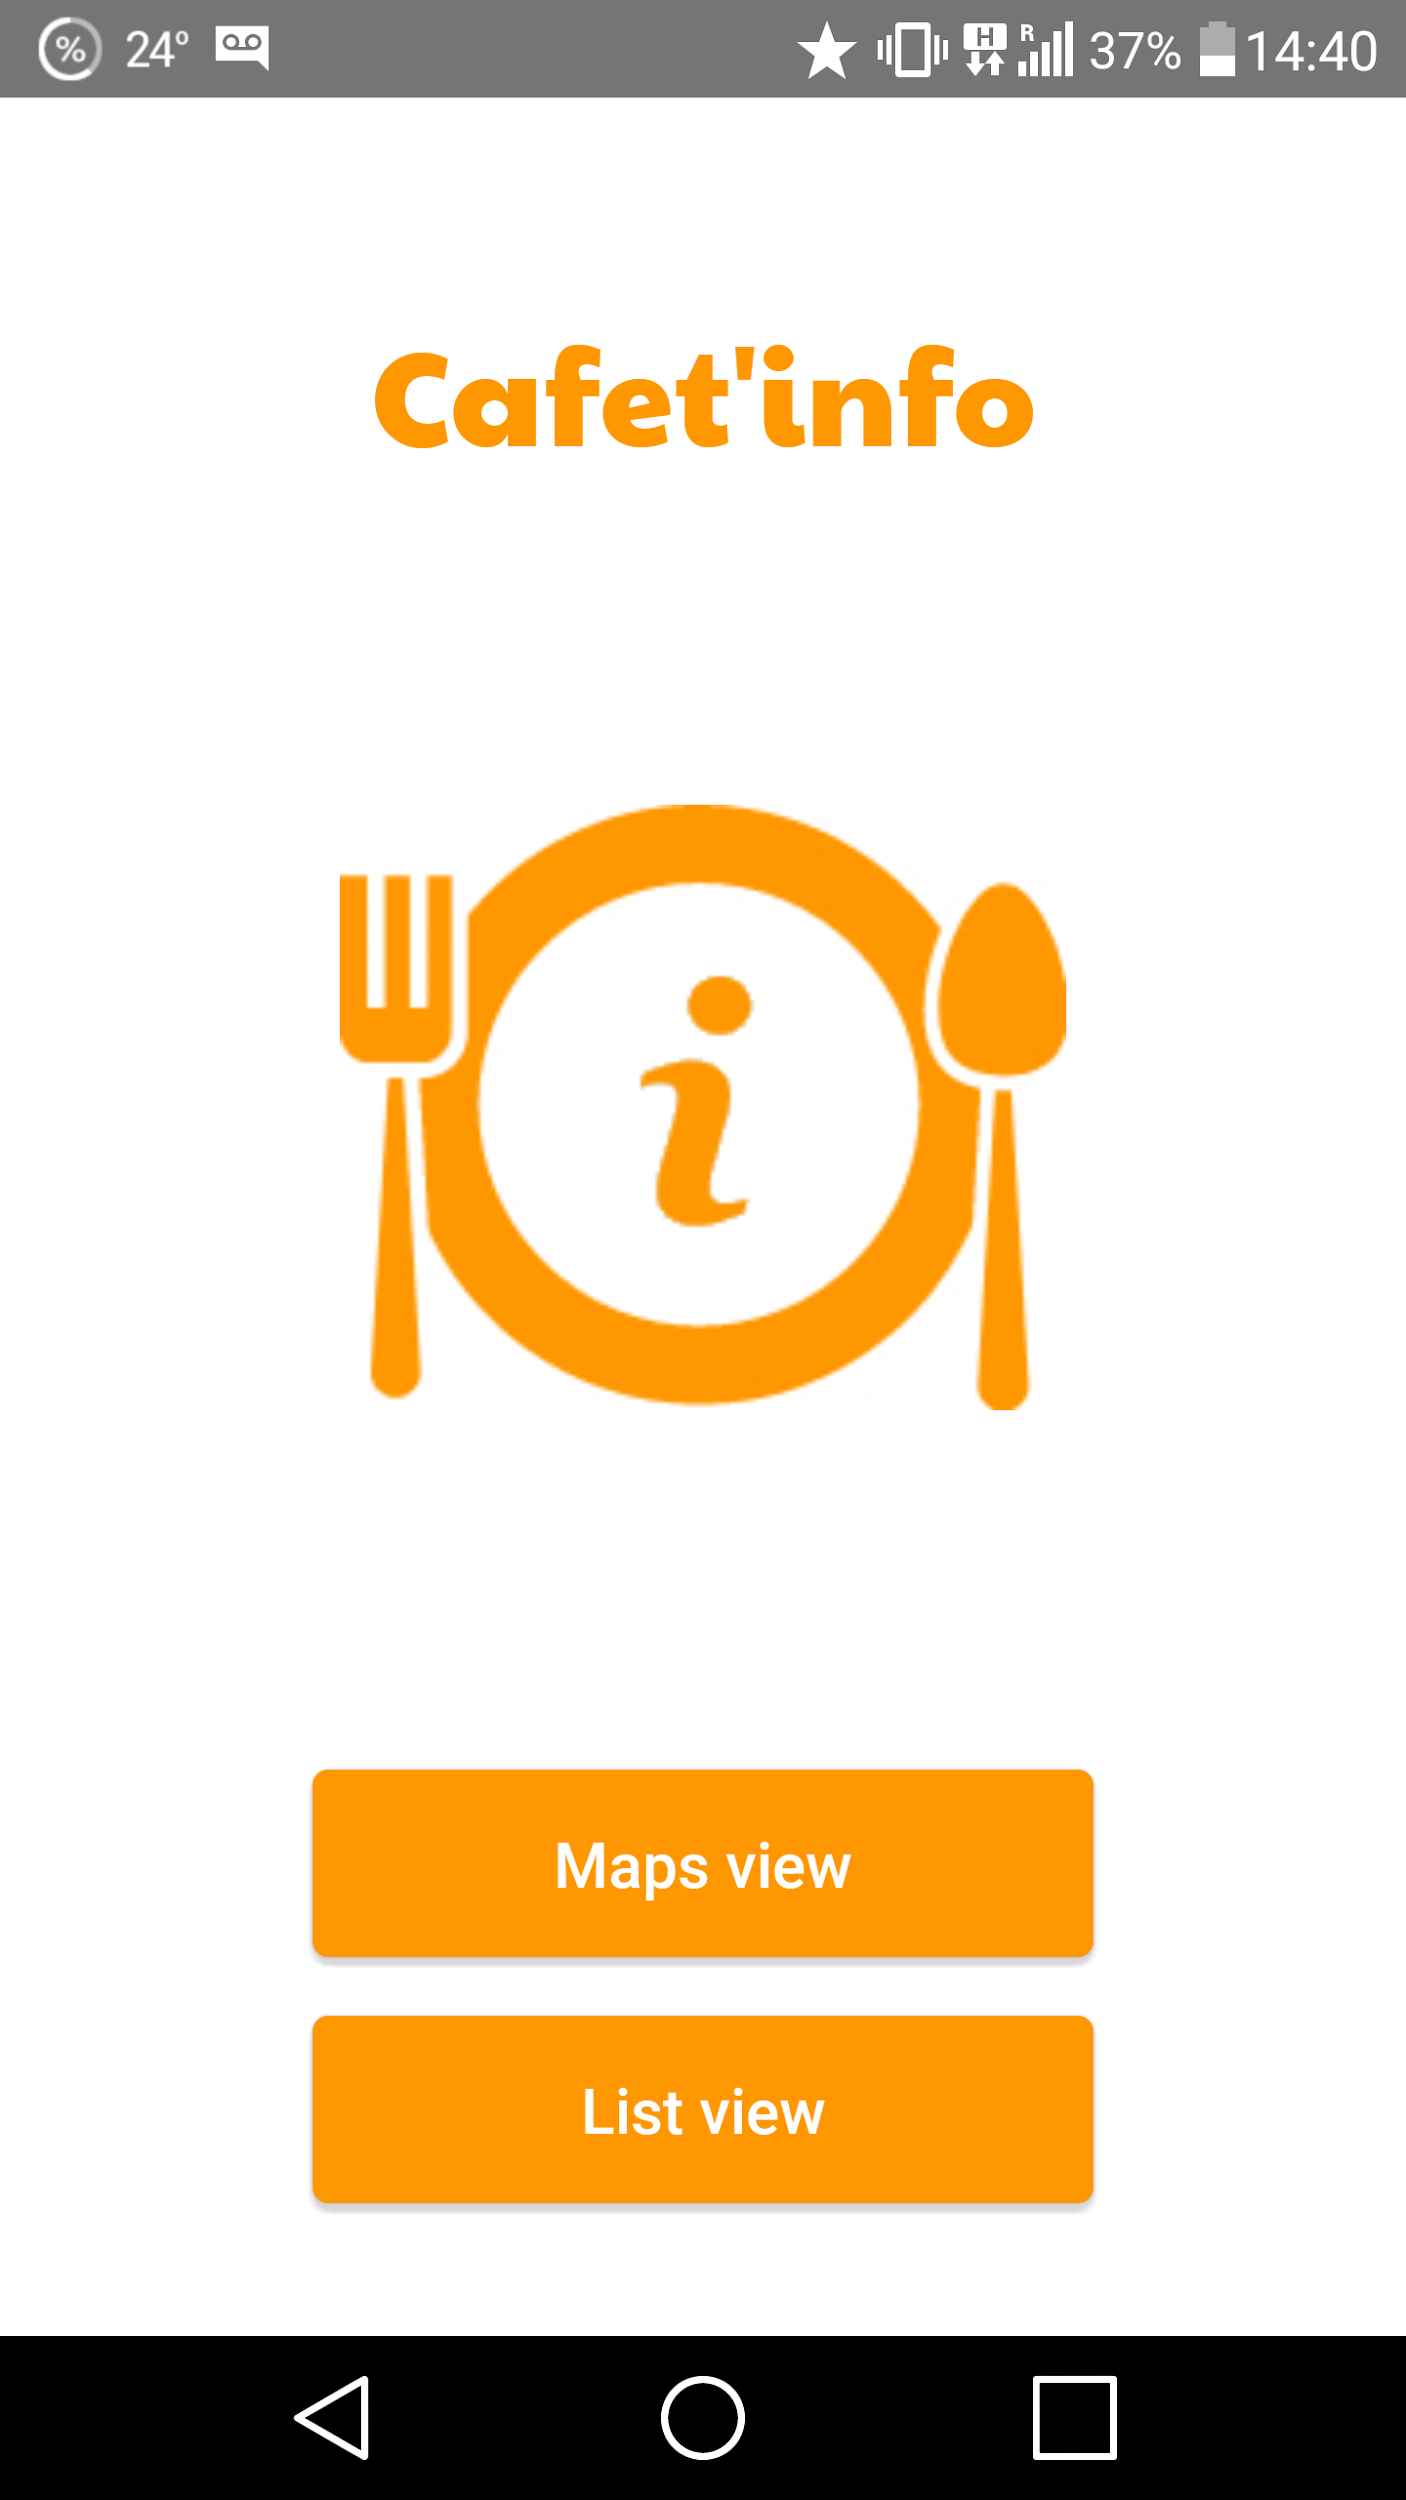 % 24° H R 37% 14:40
Cafet'info
i
Maps view
List view